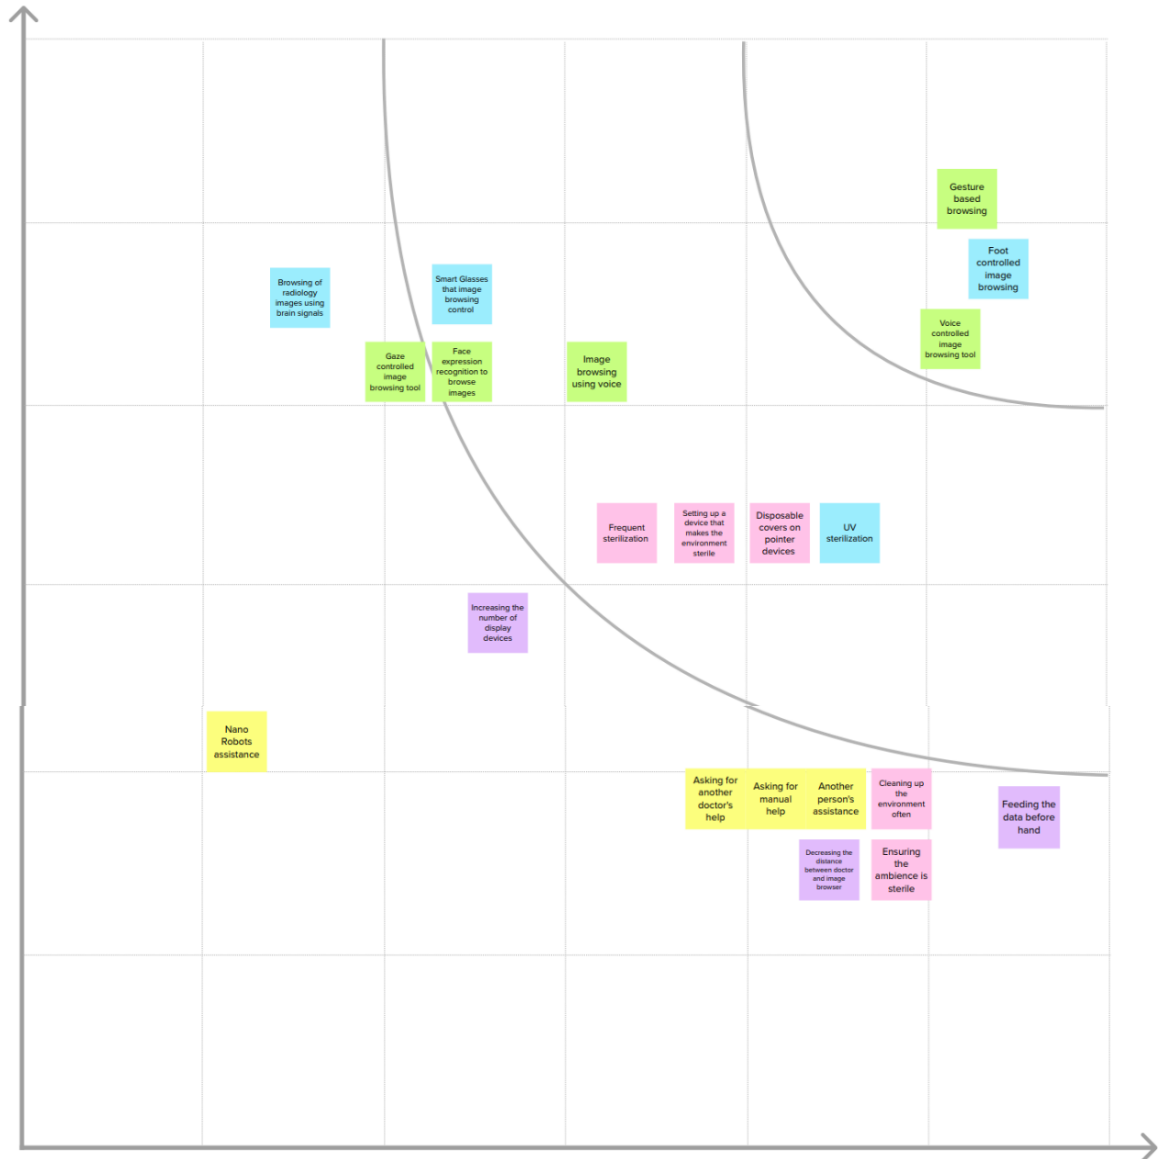 Gesture
based
browsing
Foot
controlled
image
browsing
Browsing of
radiology
images using
brain signals
Smart Glasses
that image
browsing
control
Voice
controlled
image
browsing tool
Gaze
controlled
image
browsing tool
Face
expression
recognition to
browse
images
Image
browsing
using voice
Frequent
sterilization
Setting up a
device that
makes the
environment
sterile
Disposable
covers on
pointer
devices
UV
sterilization
Increasing the
number of
display
devices
Nano
Robots
assistance
Asking for
another
doctor's
help
Asking for
manual
help
Another
person's
assistance
Cleaning up
the
environment
often
Feeding the
data before
hand
Decreasing the
distance
between doctor
and image
browser
Ensuring
the
ambience is
sterile